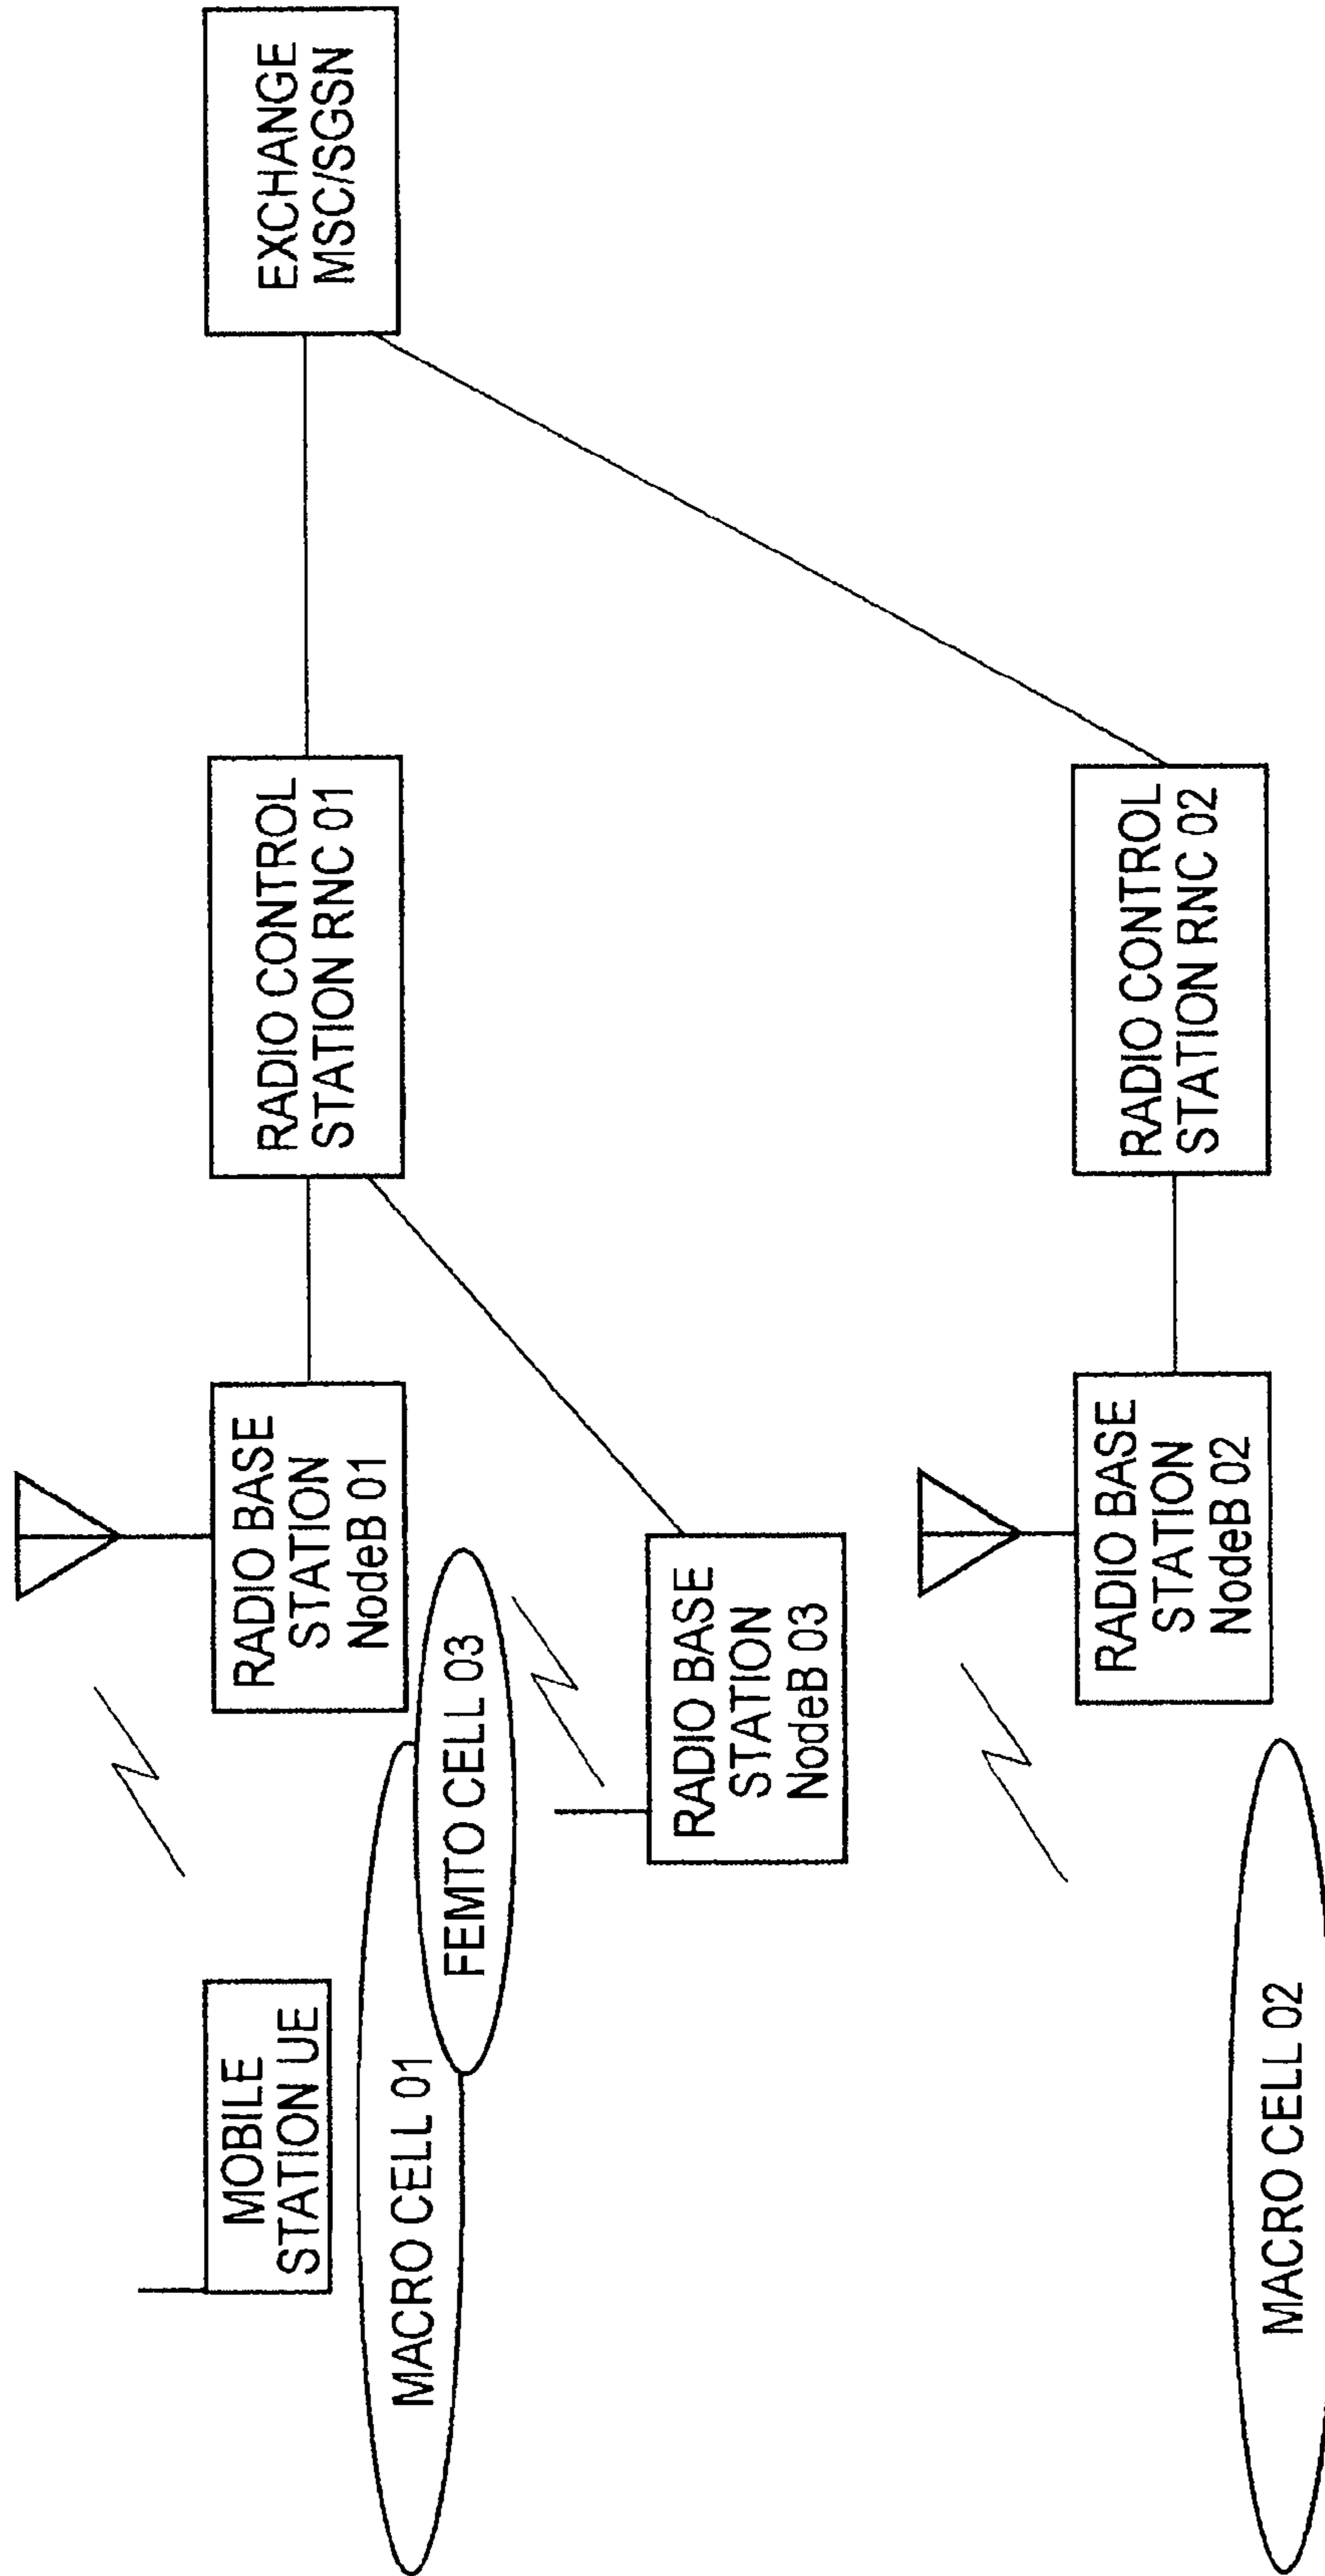 EXCHANGE
MSC/SGSN
RADIO CONTROL
STATION RNC 01
RADIO CONTROL
STATION RNC 02
RADIO BASE
STATION
NodeB 01
RADIO BASE
STATION
NodeB 03
RADIO BASE
STATION
NodeB 02
MOBILE
STATION UE
MACRO CELL 01
FEMTO CELL 03
MACRO CELL 02